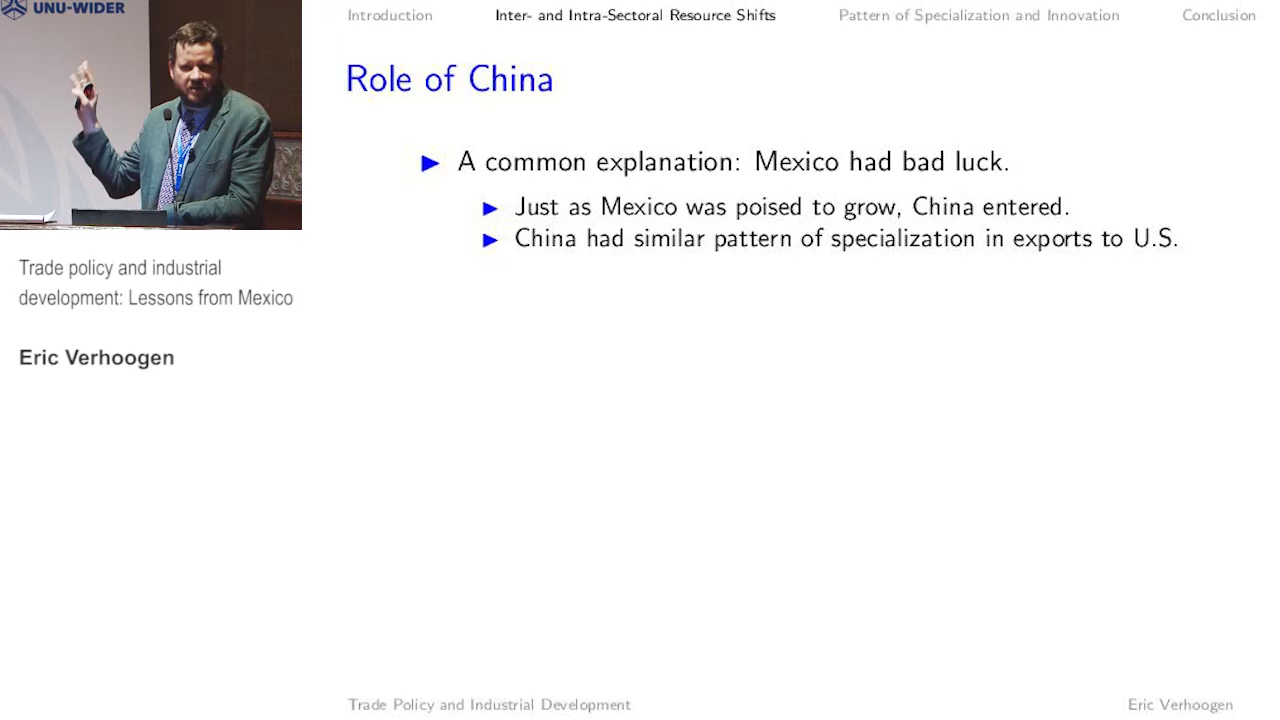 UNU-WIDER
Introduction Inter- and Intra-Sectoral Resource Shifts Pattern of Specialization and Innovation Conclusion
Role of China
A common explanation: Mexico had bad luck.
Just as Mexico was poised to grow, China entered.
China had similar pattern of specialization in exports to U.S.
Trade policy and industrial
development: Lessons from Mexico
Eric Verhoogen
Trade Policy and Industrial Development Eric Verhoogen